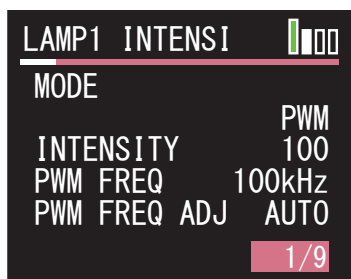 LAMP1 INTENSI
MODE
PWM
INTENSITY 100
PWM FREQ 100kHz
PWM FREQ ADJ AUTO
1/9